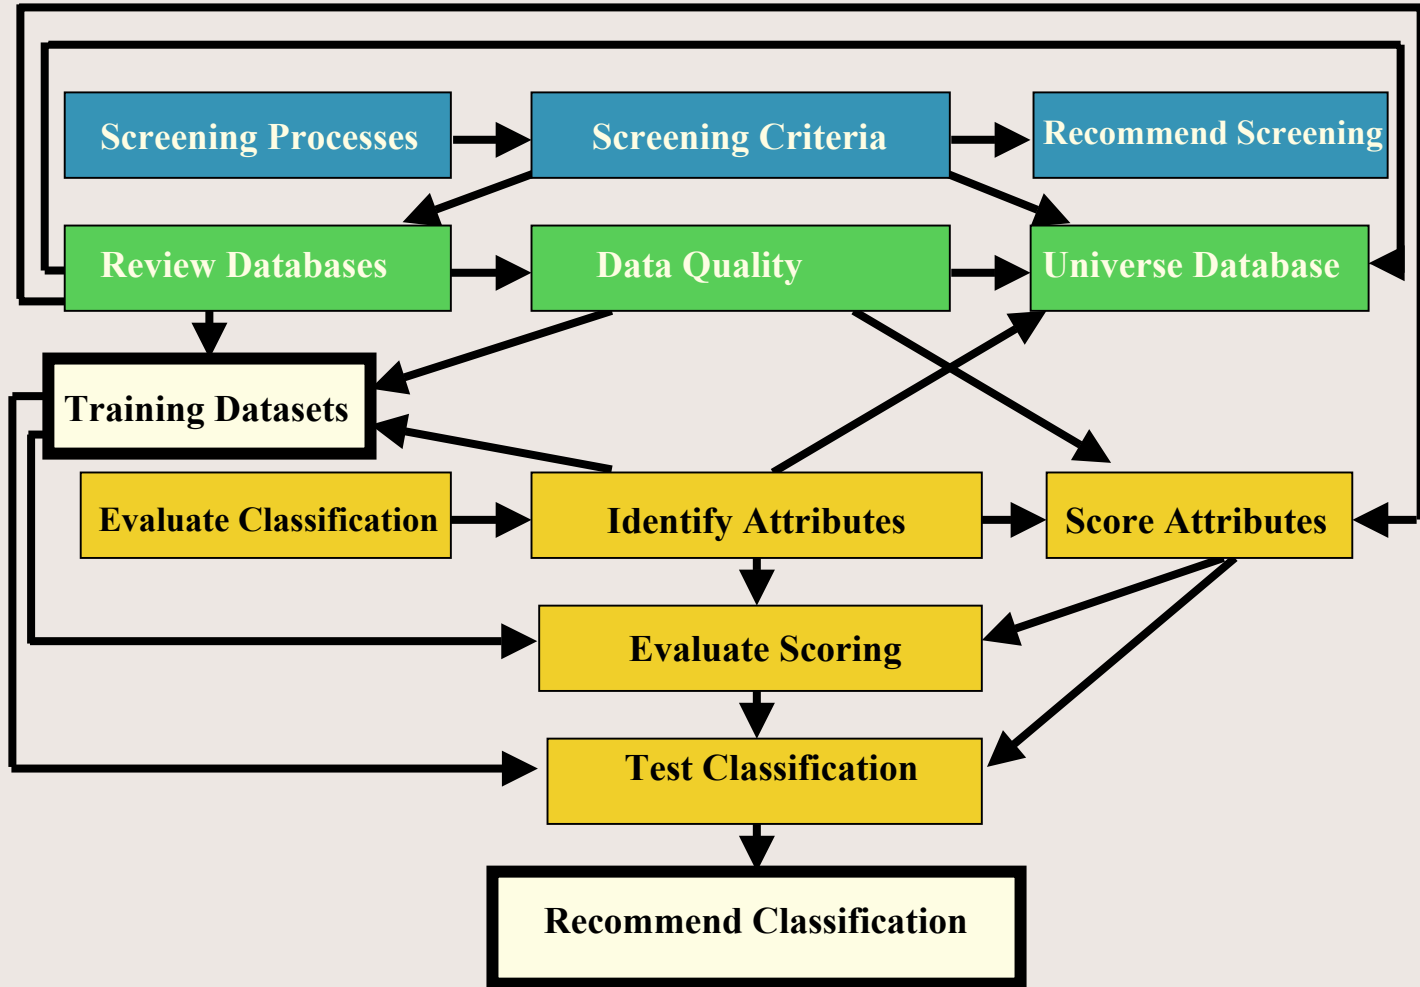 Screening Processes
Screening Criteria
Recommend Screening
Review Databases
Data Quality
Universe Database
Training Datasets
Evaluate Classification
Identify Attributes
Score Attributes
Evaluate Scoring
Test Classification
Recommend Classification